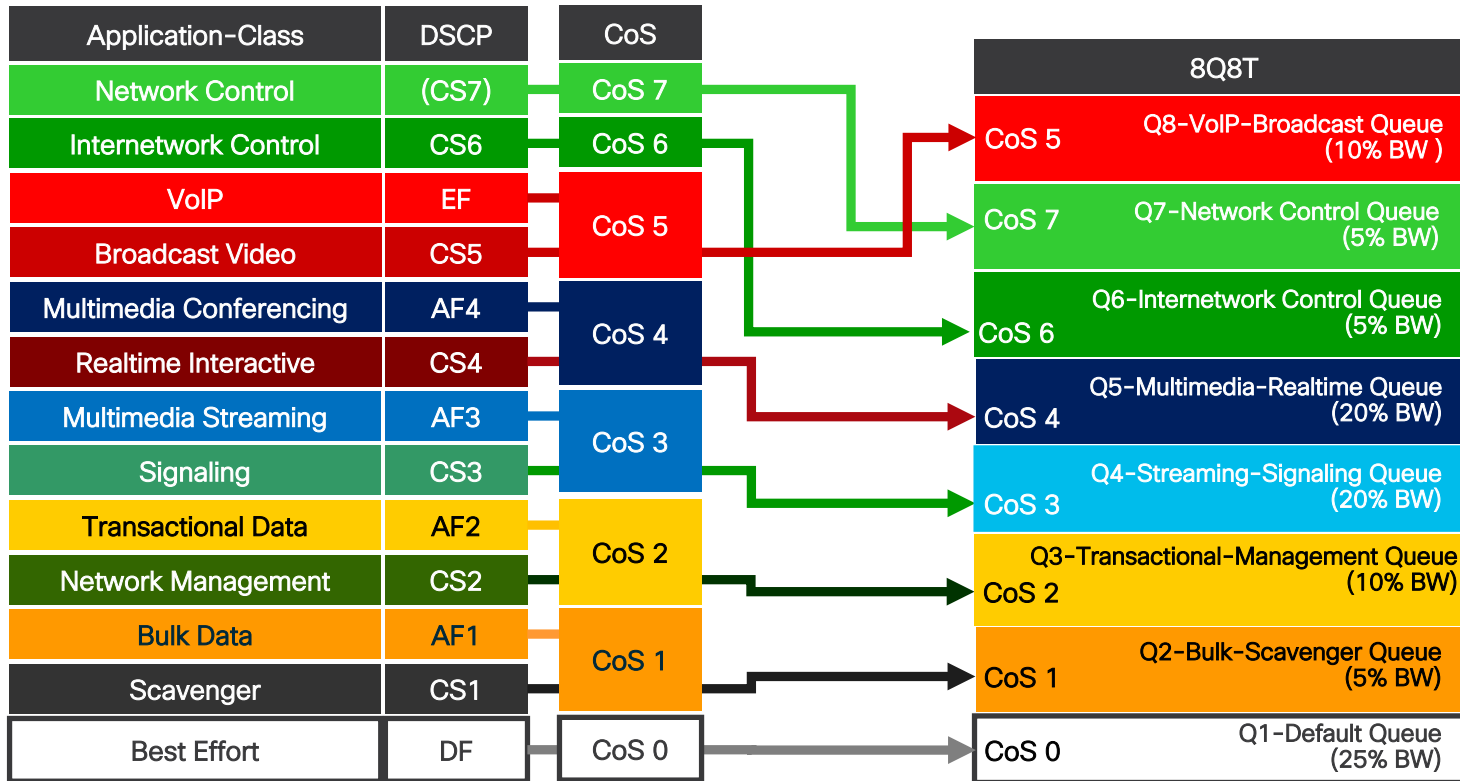 Application-Class DSCP CoS
Network Control (CS7) CoS 7
Internetwork Control CS6 CoS 6
VoIP EF
CoS 5
Broadcast Video CS5
Multimedia Conferencing AF4
CoS 4
Realtime Interactive CS4
Multimedia Streaming AF3
CoS 3
Signaling CS3
Transactional Data AF2
CoS 2
Network Management CS2
Bulk Data AF1
CoS 1
Scavenger CS1
Best Effort DF CoS 0
8Q8T
Q8-VoIP-Broadcast Queue
CoS 5
(10% BW )
Q7-Network Control Queue
CoS 7
(5% BW)
Q6-Internetwork Control Queue
(5% BW)
CoS 6
Q5-Multimedia-Realtime Queue
(20% BW)
CoS 4
Q4-Streaming-Signaling Queue
(20% BW)
CoS 3
Q3-Transactional-Management Queue
(10% BW)
CoS 2
Q2-Bulk-Scavenger Queue
CoS 1 (5% BW)
Q1-Default Queue
CoS 0 (25% BW)